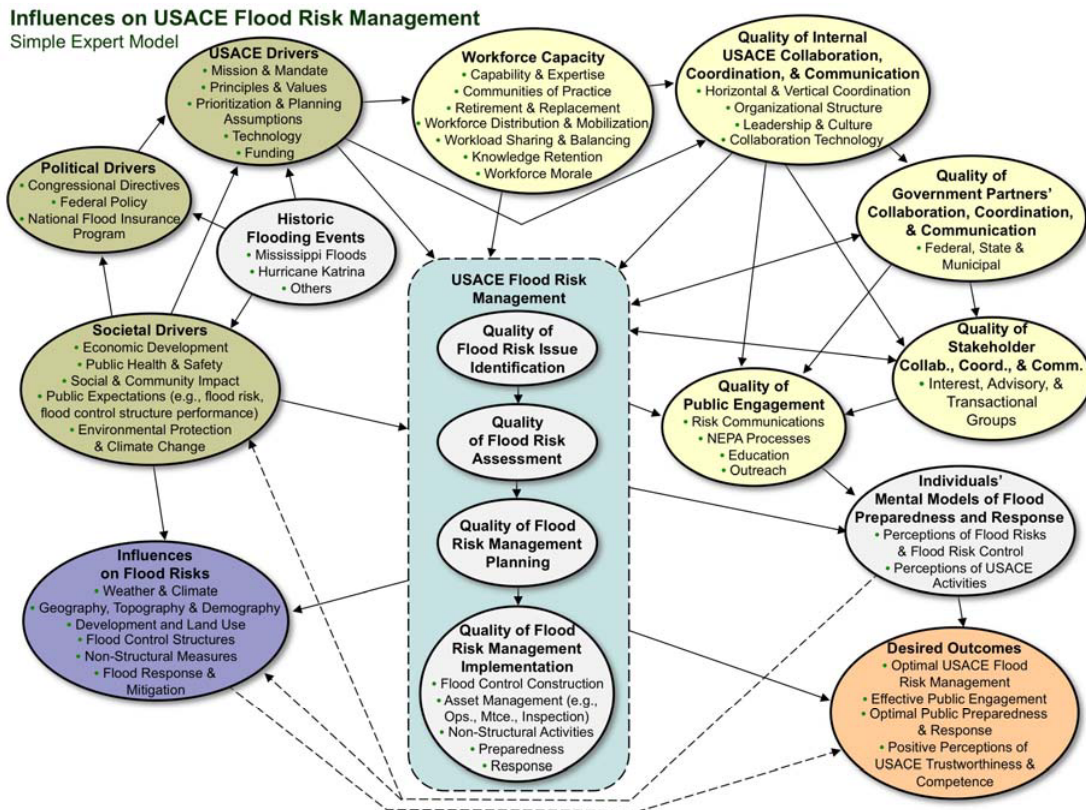 Influences on USACE Flood Risk Management
Simple Expert Model
USACE Drivers
• Mission & Mandate
• Principles & Values
• Prioritization & Planning
Assumptions
• Technology
• Funding
Workforce Capacity
• Capability & Expertise
• Communities of Practice
• Retirement & Replacement
• Workforce Distribution & Mobilization
• Workload Sharing & Balancing
• Knowledge Retention
• Workforce Morale
Quality of Internal
USACE Collaboration,
Coordination, & Communication
• Horizontal & Vertical Coordination
• Organizational Structure
• Leadership & Culture
• Collaboration Technology
Political Drivers
• Congressional Directives
• Federal Policy
• National Flood Insurance
Program
Historic
Flooding Events
• Mississippi Floods
• Hurricane Katrina
• Others
Quality of
Government Partners'
Collaboration, Coordination,
& Communication
• Federal, State &
Municipal
Societal Drivers
• Economic Development
• Public Health & Safety
• Social & Community Impact
• Public Expectations (e.g., flood risk,
flood control structure performance)
• Environmental Protection
& Climate Change
USACE Flood Risk
Management
Quality of
Flood Risk Issue
Identification
Quality
of Flood Risk
Assessment
Quality of Flood
Risk Management
Planning
Quality of Flood
Risk Management
Implementation
• Flood Control Construction
• Asset Management (e.g.,
Ops., Mtce., Inspection)
• Non-Structural Activities
• Preparedness
• Response
Quality of
Stakeholder
Collab., Coord., & Comm.
• Interest, Advisory, &
Transactional
Groups
Quality of
Public Engagement
• Risk Communications
• NEPA Processes
• Education
• Outreach
Individuals'
Mental Models of Flood
Preparedness and Response
• Perceptions of Flood Risks
& Flood Risk Control
• Perceptions of USACE
Activities
Influences
on Flood Risks
• Weather & Climate
• Geography, Topography & Demography
• Development and Land Use
• Flood Control Structures
• Non-Structural Measures
• Flood Response &
Mitigation
Desired Outcomes
• Optimal USACE Flood
Risk Management
• Effective Public Engagement
• Optimal Public Preparedness
& Response
• Positive Perceptions of
USACE Trustworthiness &
Competence